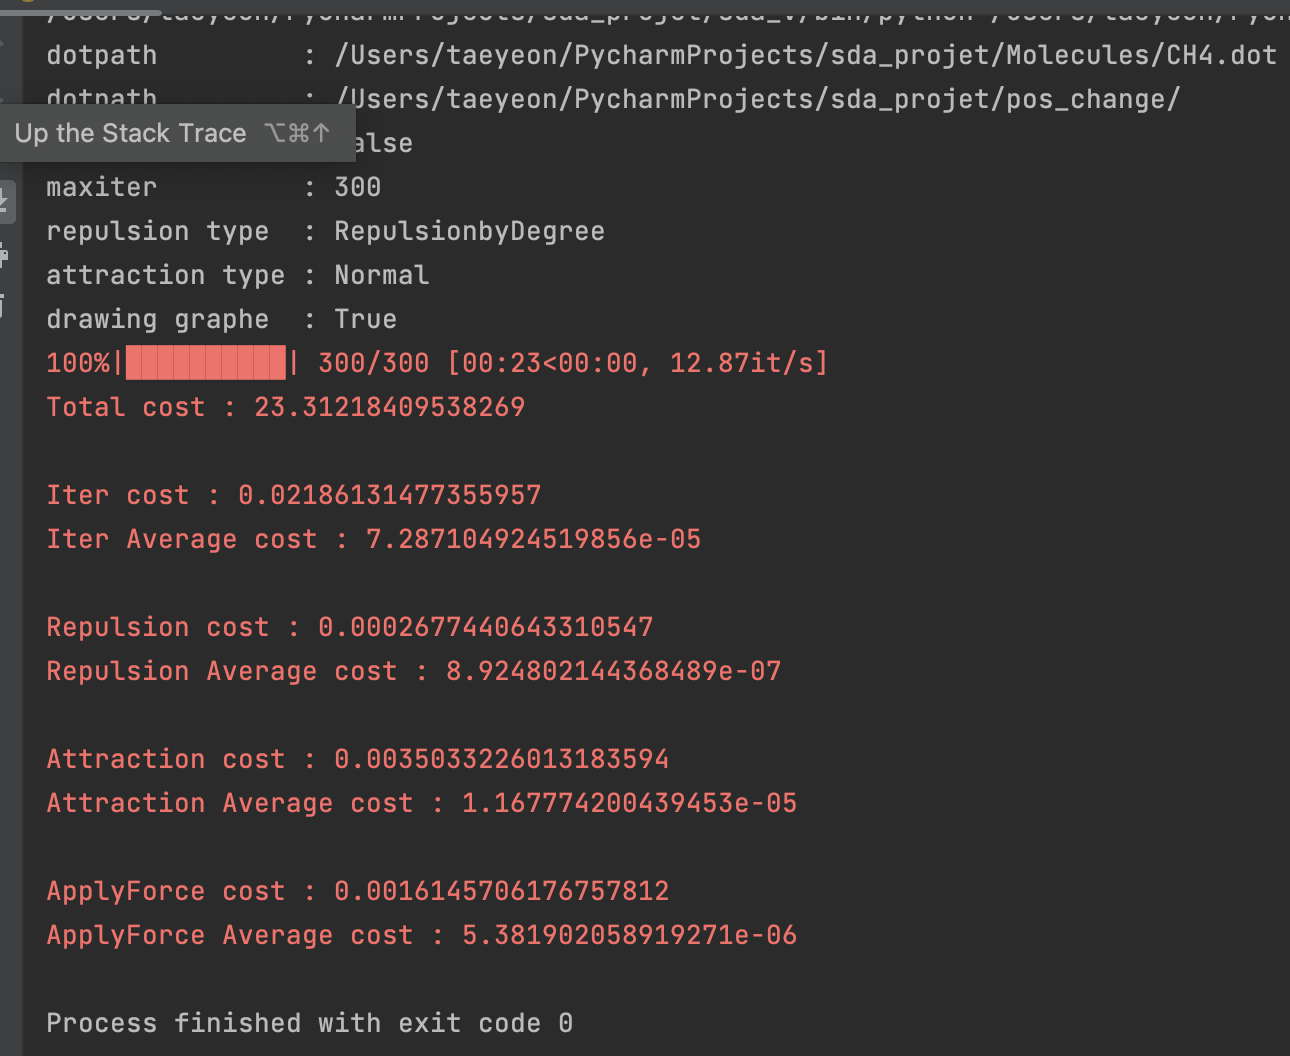 dotpath : /Users/taeyeon/PycharmProjects/sda_projet/Molecules/CH4.dot
dotpath : /Users/taeyeon/PycharmProjects/sda_projet/pos_change/
Up the Stack Trace ⌥⌘↑ alse
maxiter : 300
repulsion type : RepulsionbyDegree
attraction type : Normal
drawing graphe : True
100%|██████████| 300/300 [00:23<00:00, 12.87it/s]
Total cost : 23.31218409538269
Iter cost : 0.02186131477355957
Iter Average cost : 7.287104924519856e-05
Repulsion cost : 0.0002677440643310547
Repulsion Average cost : 8.924802144368489e-07
Attraction cost : 0.0035033226013183594
Attraction Average cost : 1.167774200439453e-05
ApplyForce cost : 0.0016145706176757812
ApplyForce Average cost : 5.381902058919271e-06
Process finished with exit code 0